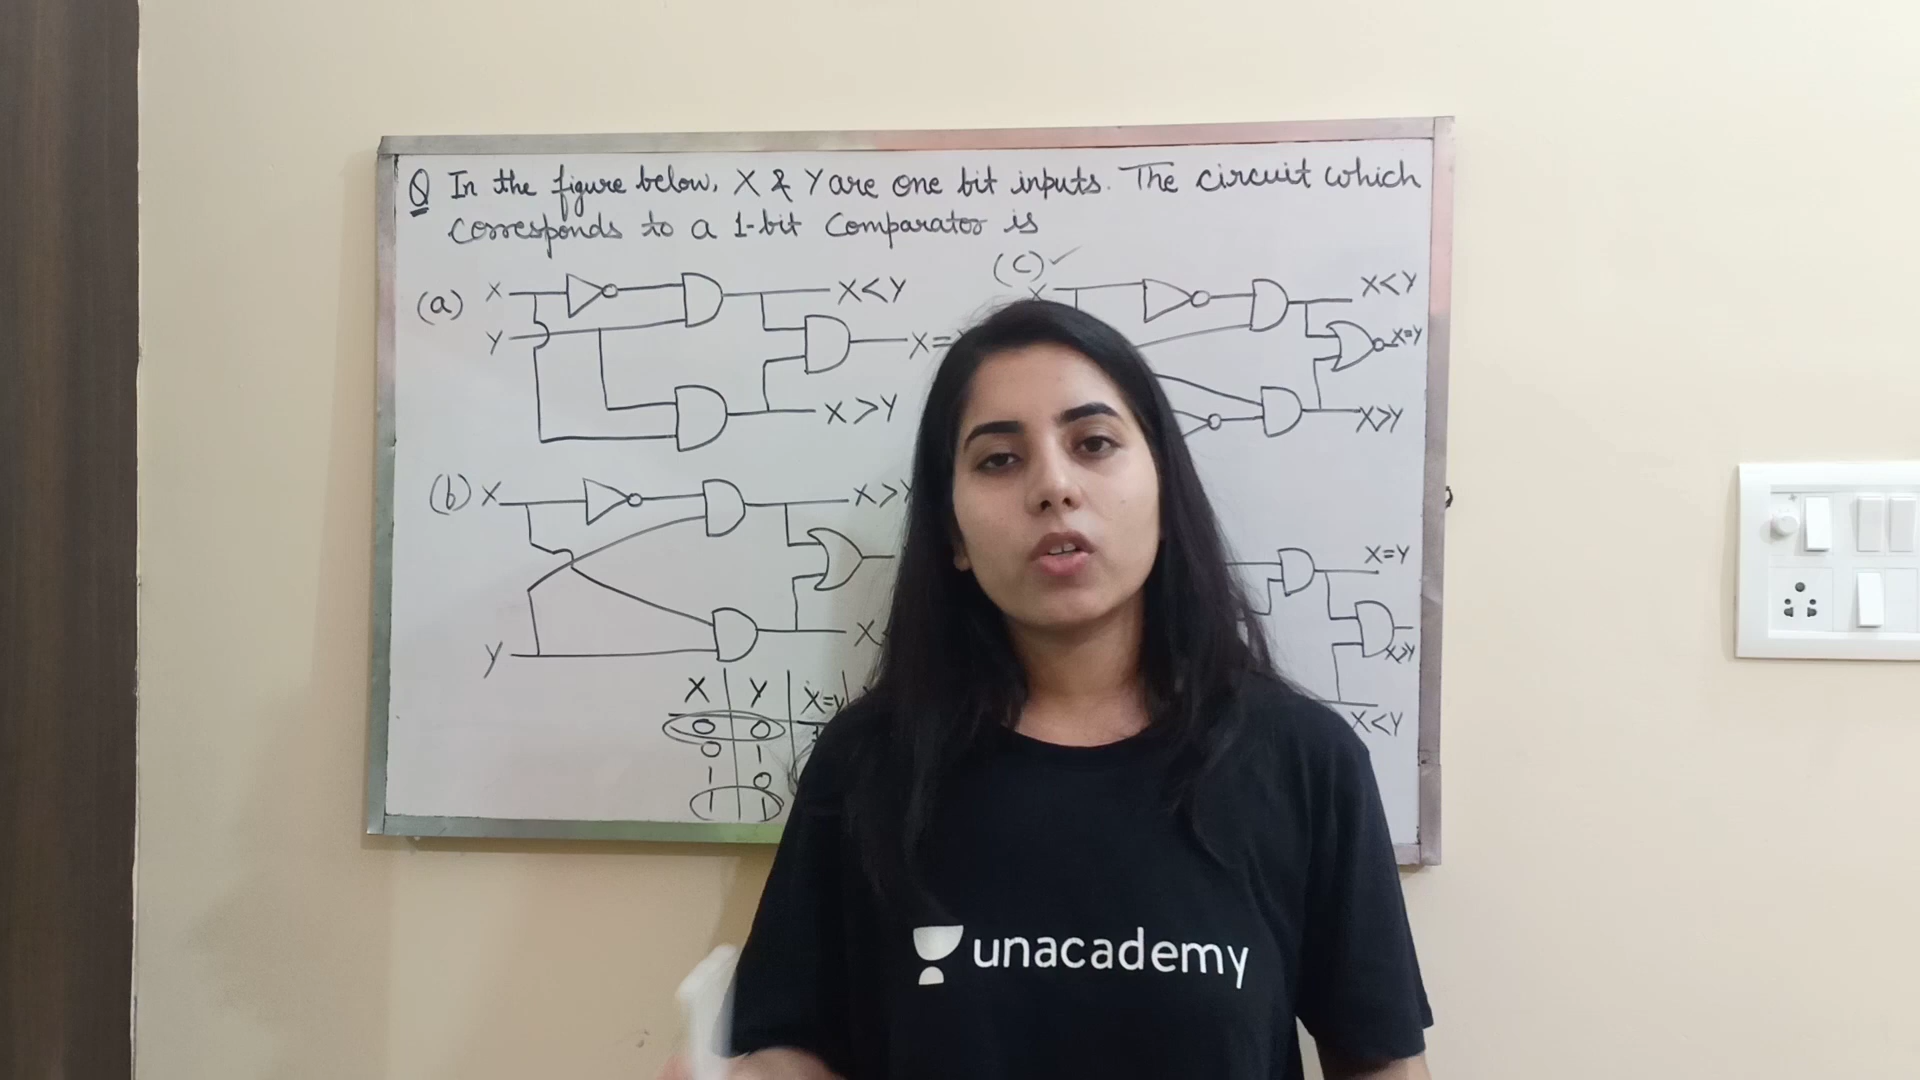 Q In the figure below, X & Y are one bit inputs. The circuit which
corresponds to a 1-bit Comparator is
(a) X
Y
X<Y
X=
X>Y
(b) X
Y
X>Y
X
(C) ✓
X
X<Y
X=Y
X>Y
X=Y
X>Y
X<Y
X Y X=Y
0 0 1
0 1
1 0
1 1
unacademy